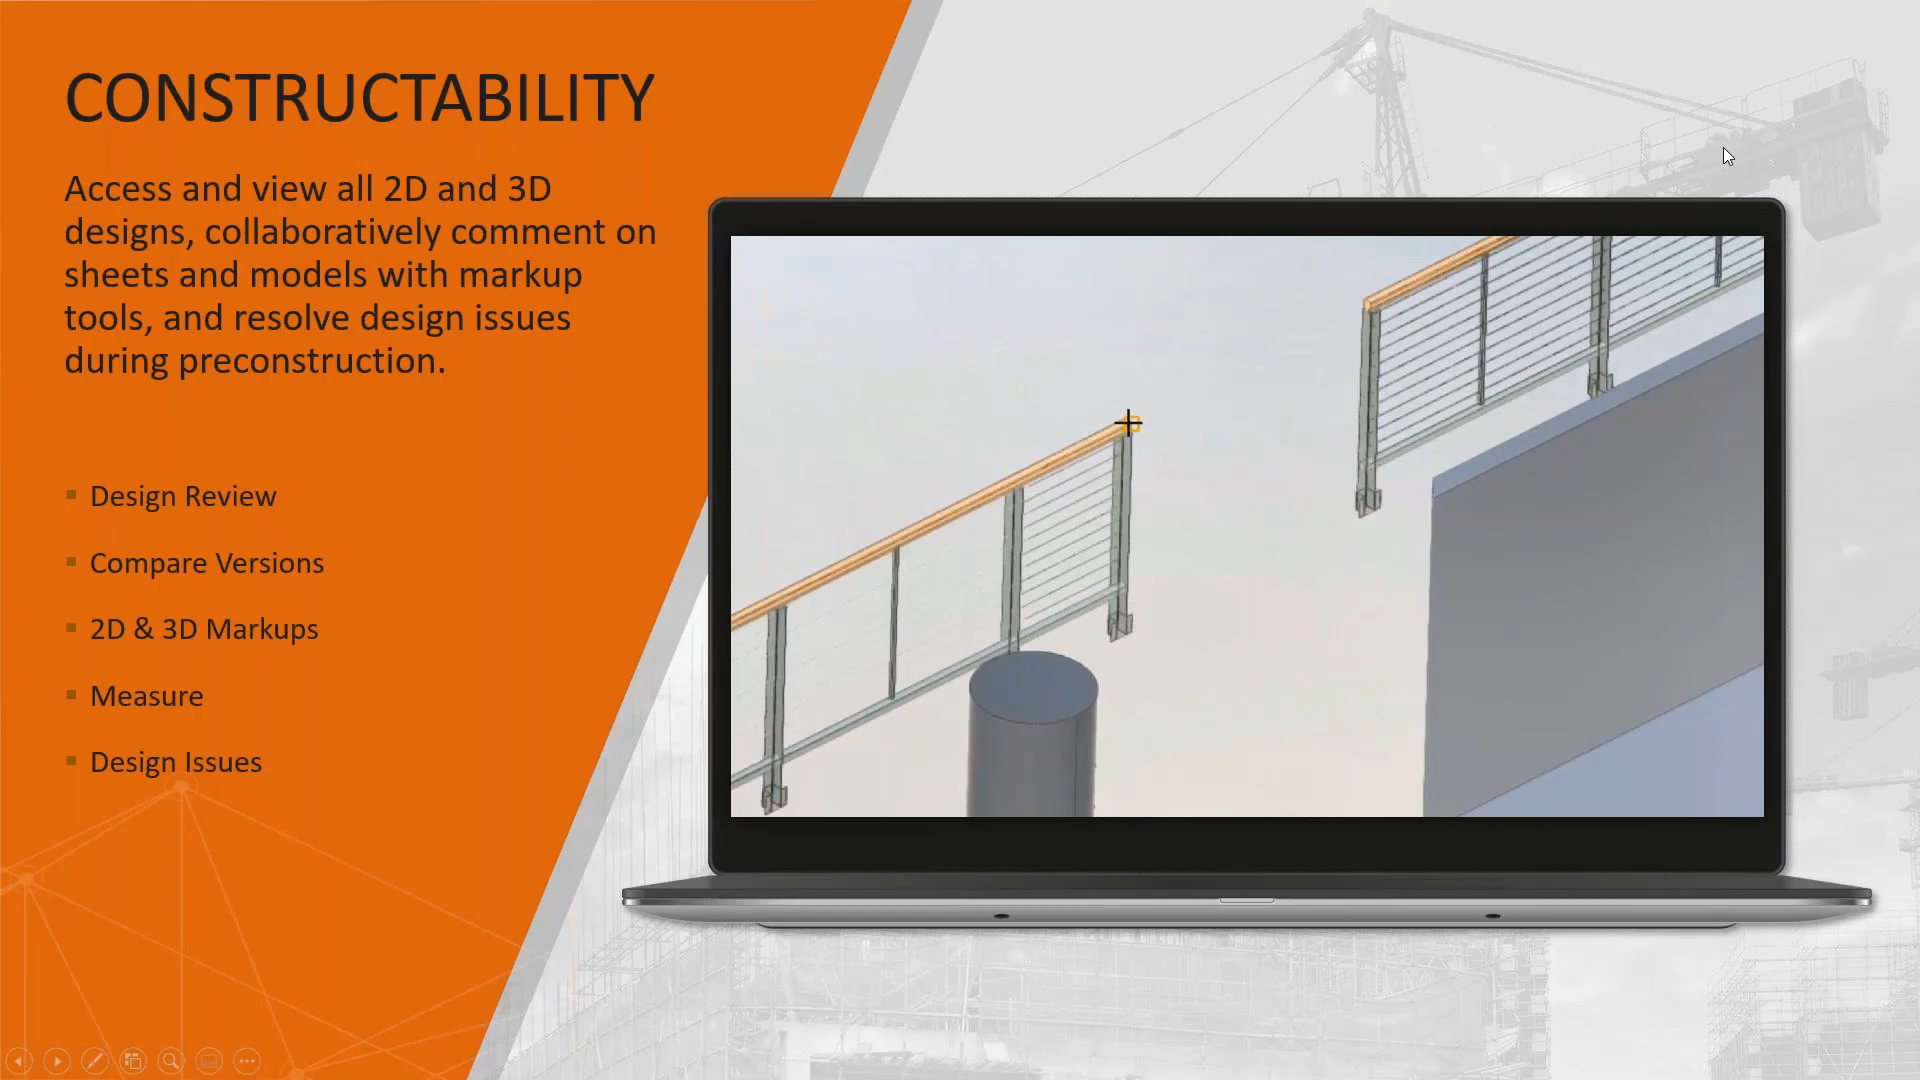 CONSTRUCTABILITY
Access and view all 2D and 3D
designs, collaboratively comment on
sheets and models with markup
tools, and resolve design issues
during preconstruction.
Design Review
Compare Versions
2D & 3D Markups
Measure
Design Issues